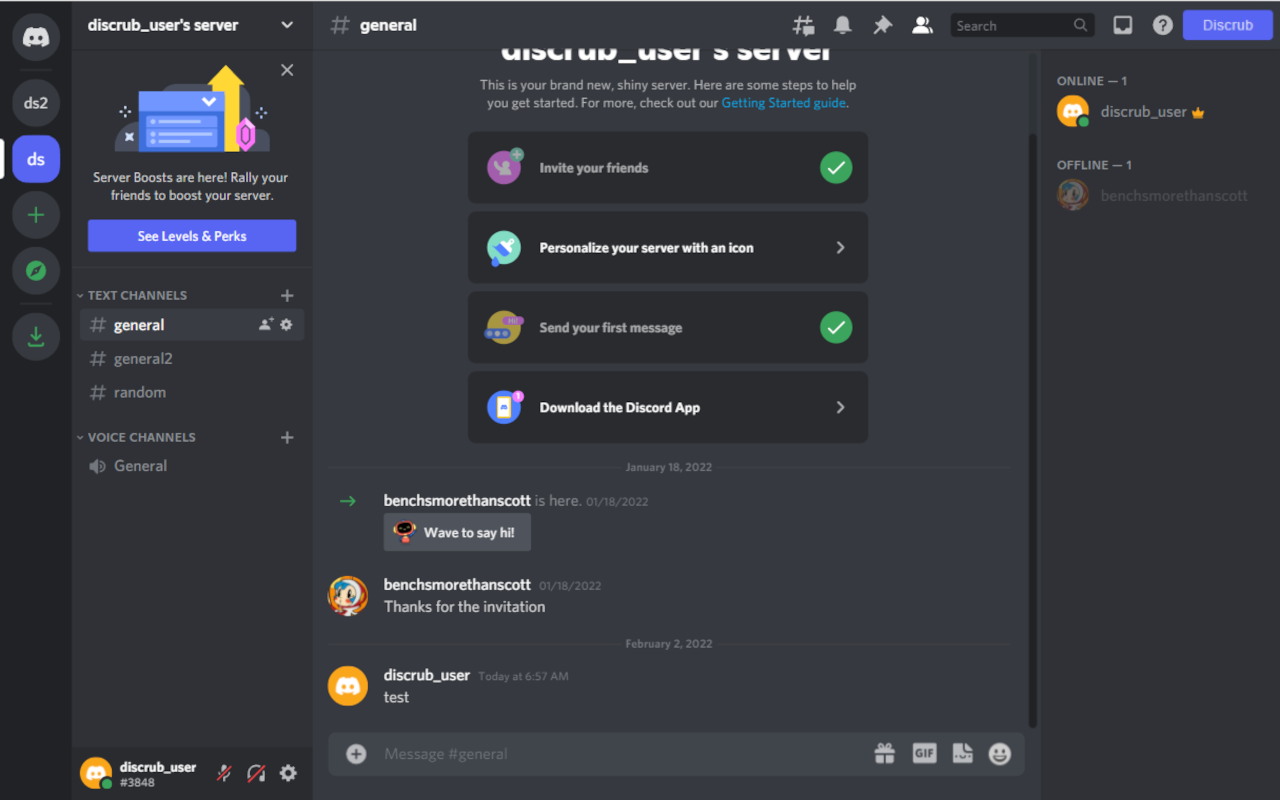 discrub_user's server
general
Search
Discrub
ds2
ds
Server Boosts are here! Rally your
friends to boost your server.
See Levels & Perks
TEXT CHANNELS
general
general2
random
VOICE CHANNELS
General
discrub_user
#3848
discrub_user's server
This is your brand new, shiny server. Here are some steps to help
you get started. For more, check out our Getting Started guide.
Invite your friends
Personalize your server with an icon
Send your first message
Download the Discord App
January 18, 2022
benchsmorethanscott is here. 01/18/2022
Wave to say hi!
benchsmorethanscott 01/18/2022
Thanks for the invitation
February 2, 2022
discrub_user Today at 6:57 AM
test
Message #general
GIF
ONLINE — 1
discrub_user
OFFLINE — 1
benchsmorethanscott